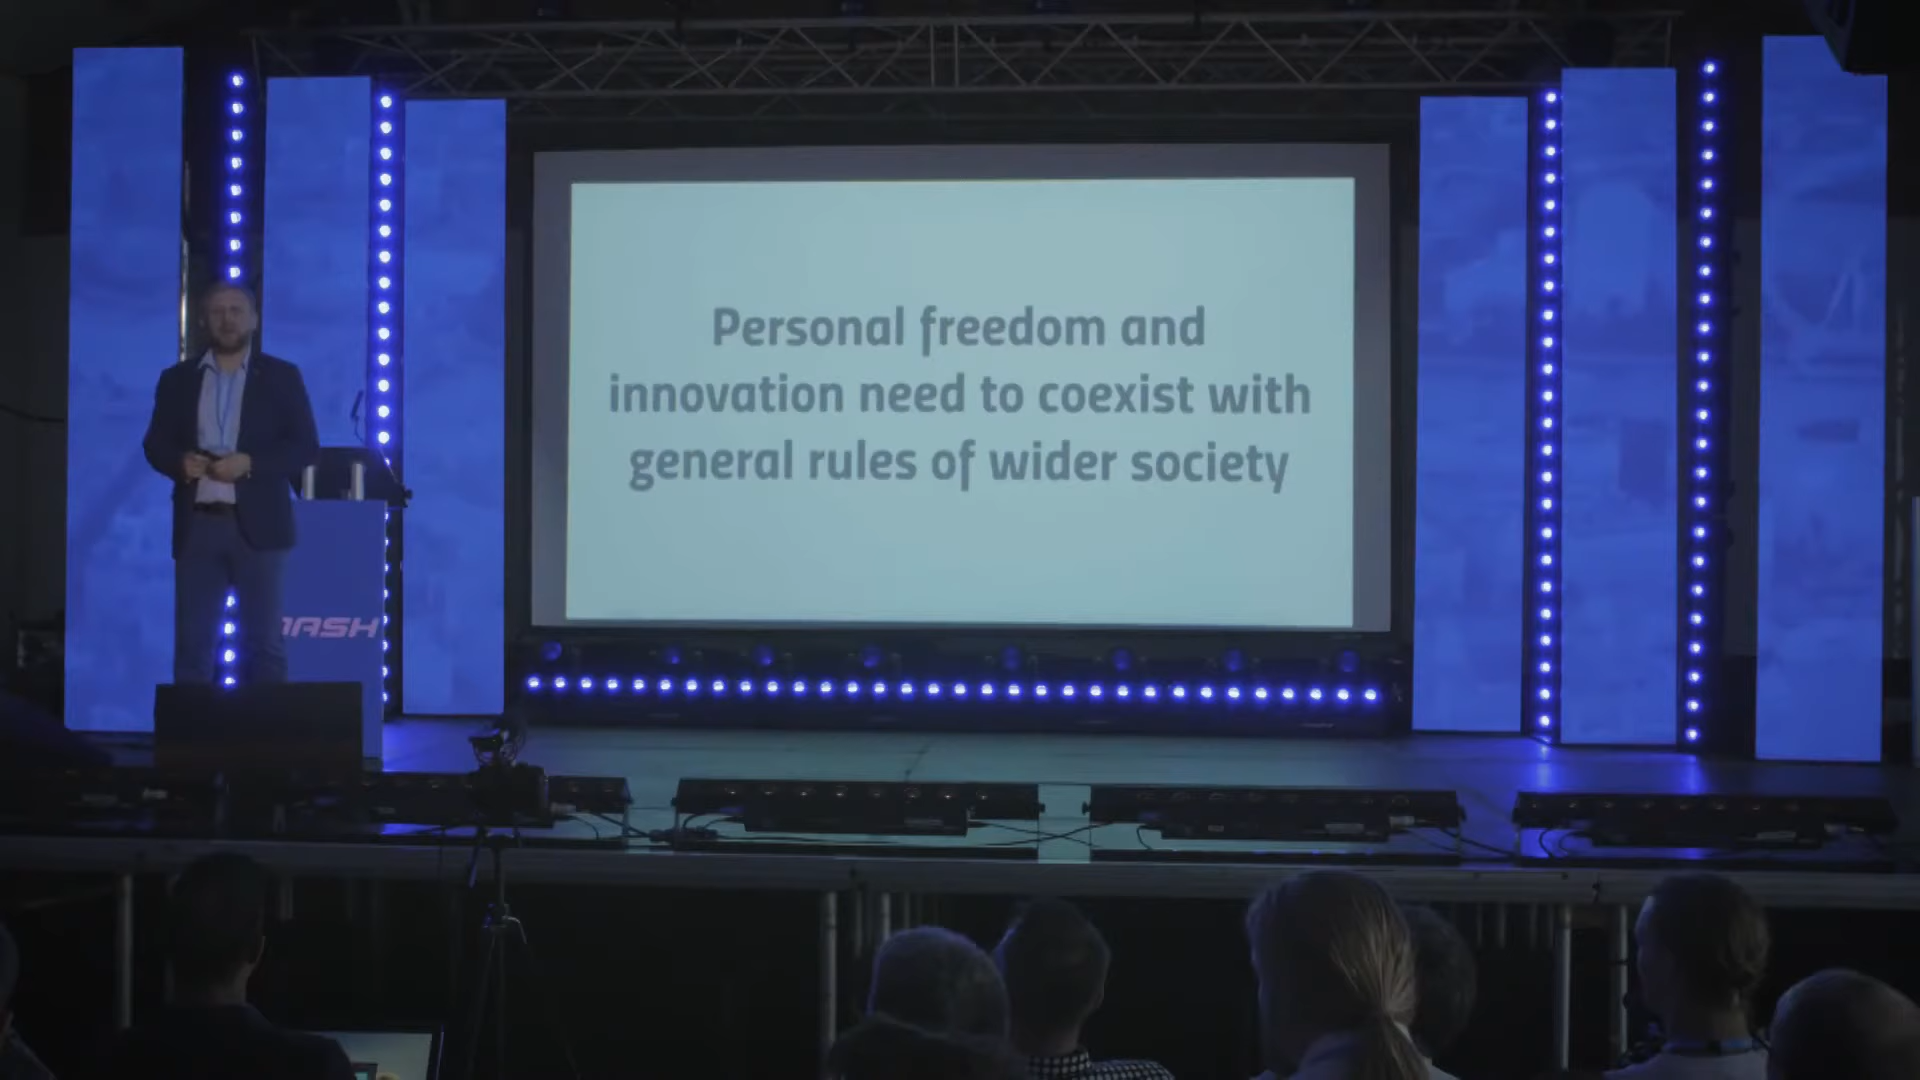 Personal freedom and
innovation need to coexist with
general rules of wider society